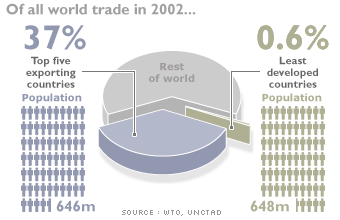 Of all world trade in 2002...
37%
Top five
exporting
countries
Population
646m
Rest
of world
0.6%
Least
developed
countries
Population
648m
SOURCE : WTO, UNCTAD